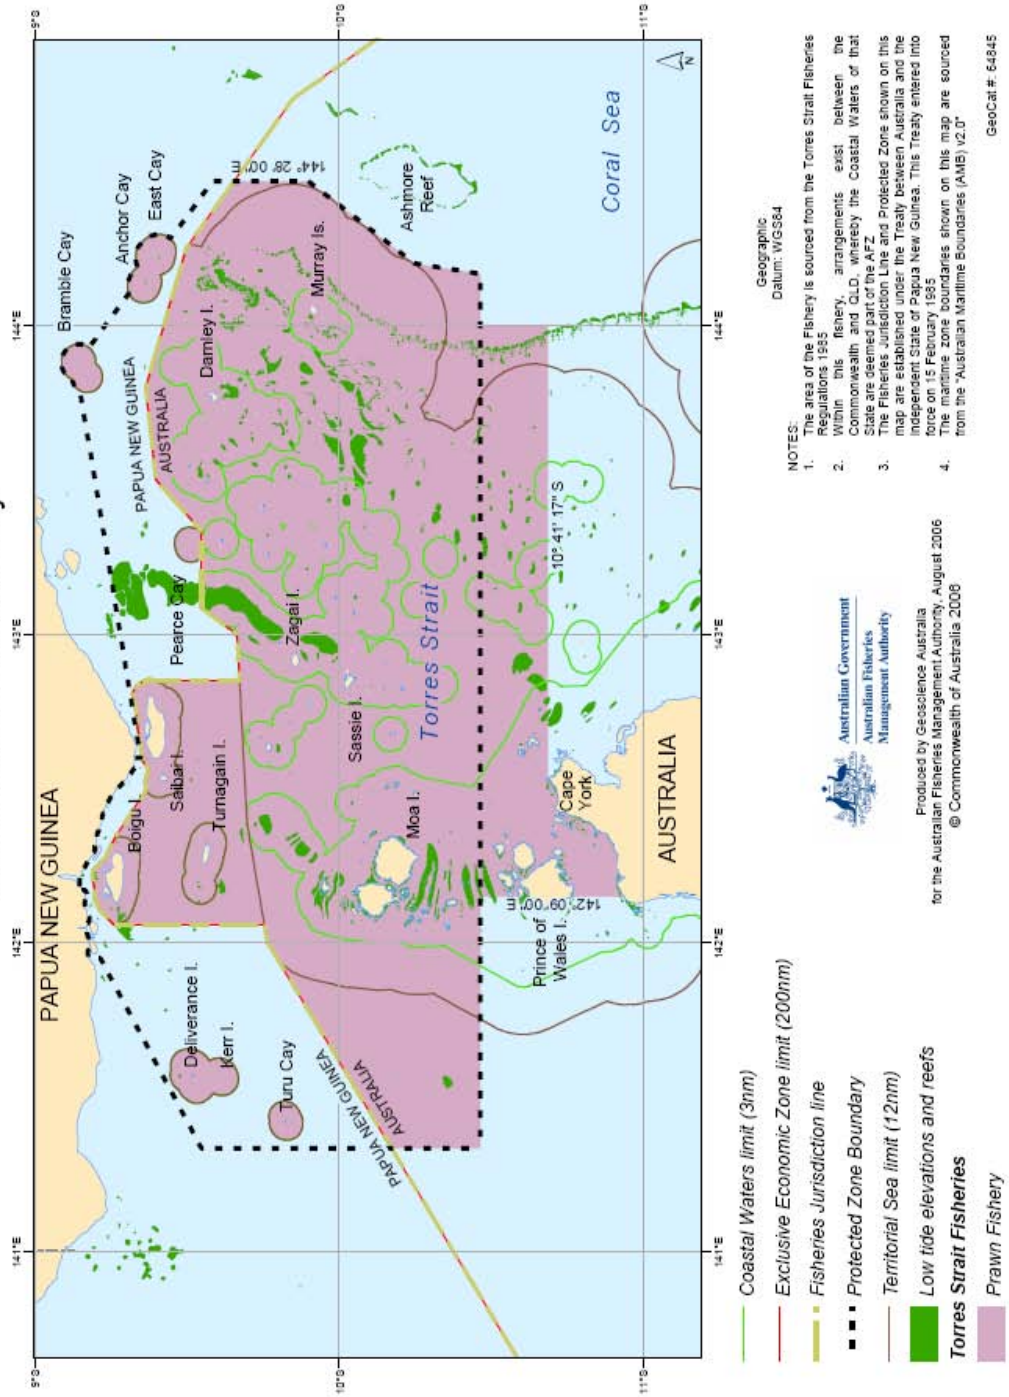 PAPUA NEW GUINEA
141°E
142°E
143°E
144°E
9°S
9°S
10°S
10°S
11°S
11°S
141°E
142°E
143°E
144°E
Bramble Cay
Anchor Cay
East Cay
PAPUA NEW GUINEA
AUSTRALIA
Pearce Cay
Boigu I.
Saibai I.
Turnagain I.
Deliverance I.
Kerr I.
Turu Cay
PAPUA NEW GUINEA
AUSTRALIA
Darnley I.
144° 28' 00" E
Murray Is.
Zagai I.
Sassie I.
Torres Strait
Moa I.
Ashmore
Reef
Coral Sea
10° 41' 17" S
142° 09' 00" E
Prince of
Wales I.
Cape
York
AUSTRALIA
N
Coastal Waters limit (3nm)
Exclusive Economic Zone limit (200nm)
Fisheries Jurisdiction line
Protected Zone Boundary
Territorial Sea limit (12nm)
Low tide elevations and reefs
Torres Strait Fisheries
Prawn Fishery
Australian Government
Australian Fisheries
Management Authority
Produced by Geoscience Australia
for the Australian Fisheries Management Authority, August 2006
© Commonwealth of Australia 2006
Geographic
Datum: WGS84
NOTES:
1. The area of the Fishery is sourced from the Torres Strait Fisheries
Regulations 1985
2. Within this fishery, arrangements exist between the
Commonwealth and QLD, whereby the Coastal Waters of that
State are deemed part of the AFZ
3. The Fisheries Jurisdiction Line and Protected Zone shown on this
map are established under the Treaty between Australia and the
Independent State of Papua New Guinea. This Treaty entered into
force on 15 February 1985
4. The maritime zone boundaries shown on this map are sourced
from the "Australian Maritime Boundaries (AMB) v2.0"
GeoCat #: 64845